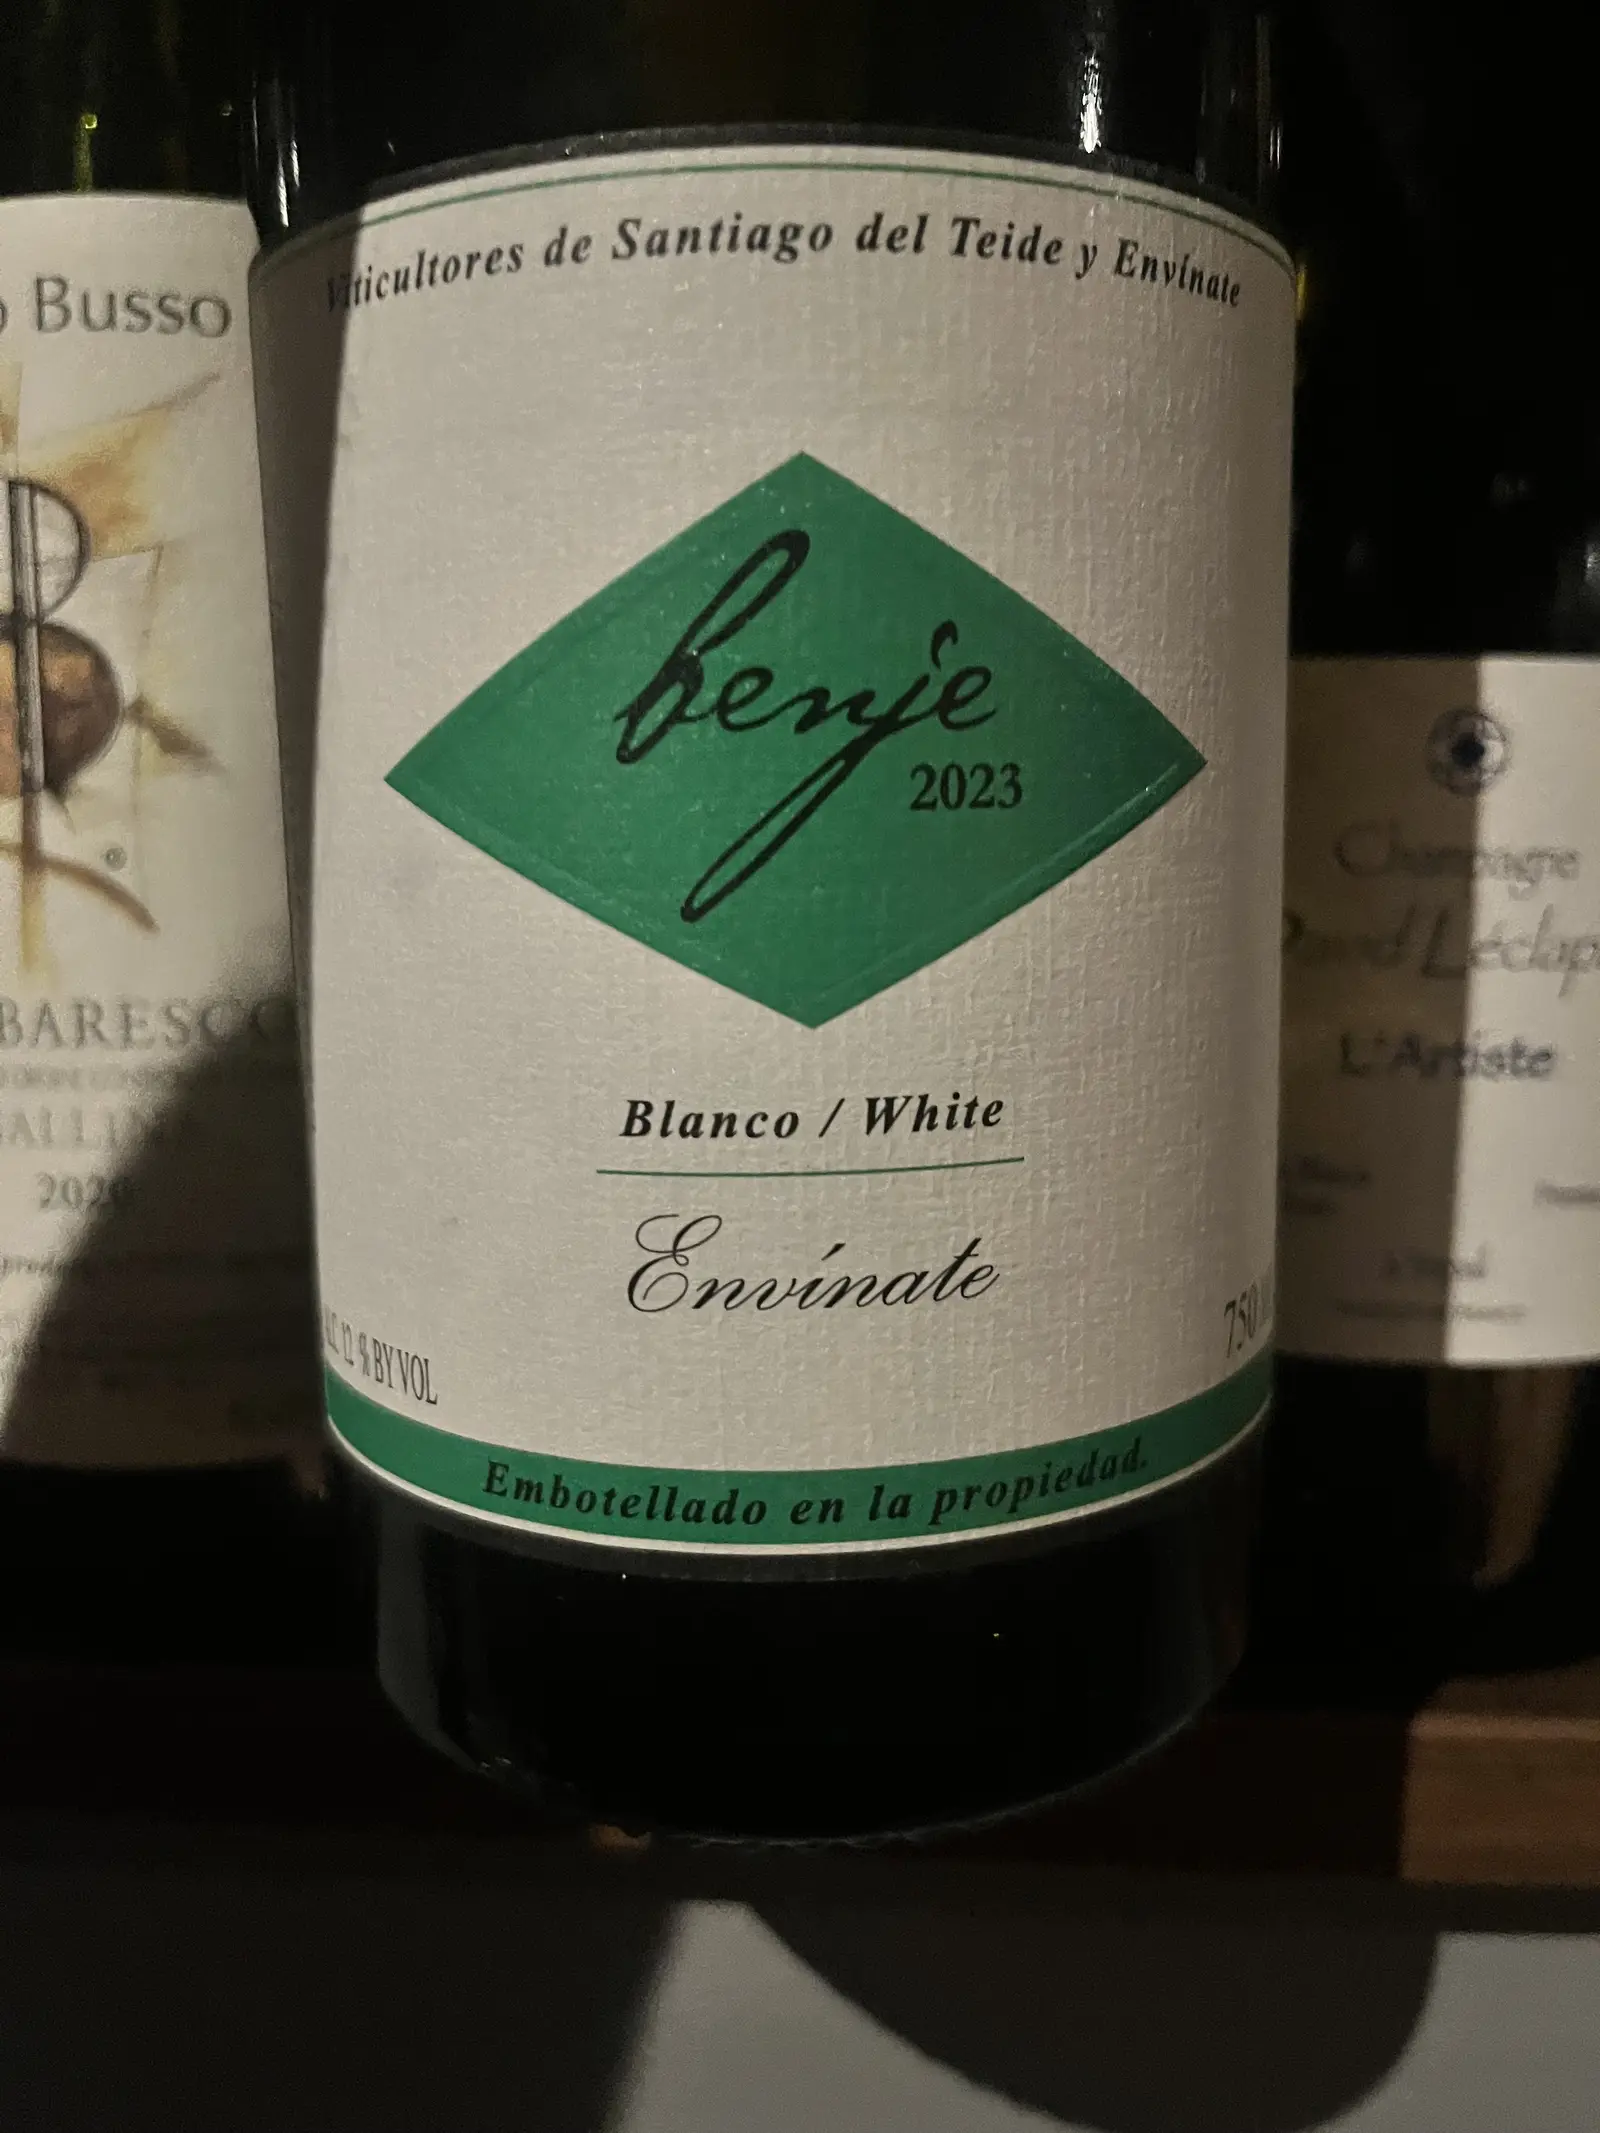 Viticultores de Santiago del Teide y Envínate
benje
2023
Blanco / White
Envínate
12 % BY VOL
750
Embotellado en la propiedad.
Busso
Champagne
L'Artiste